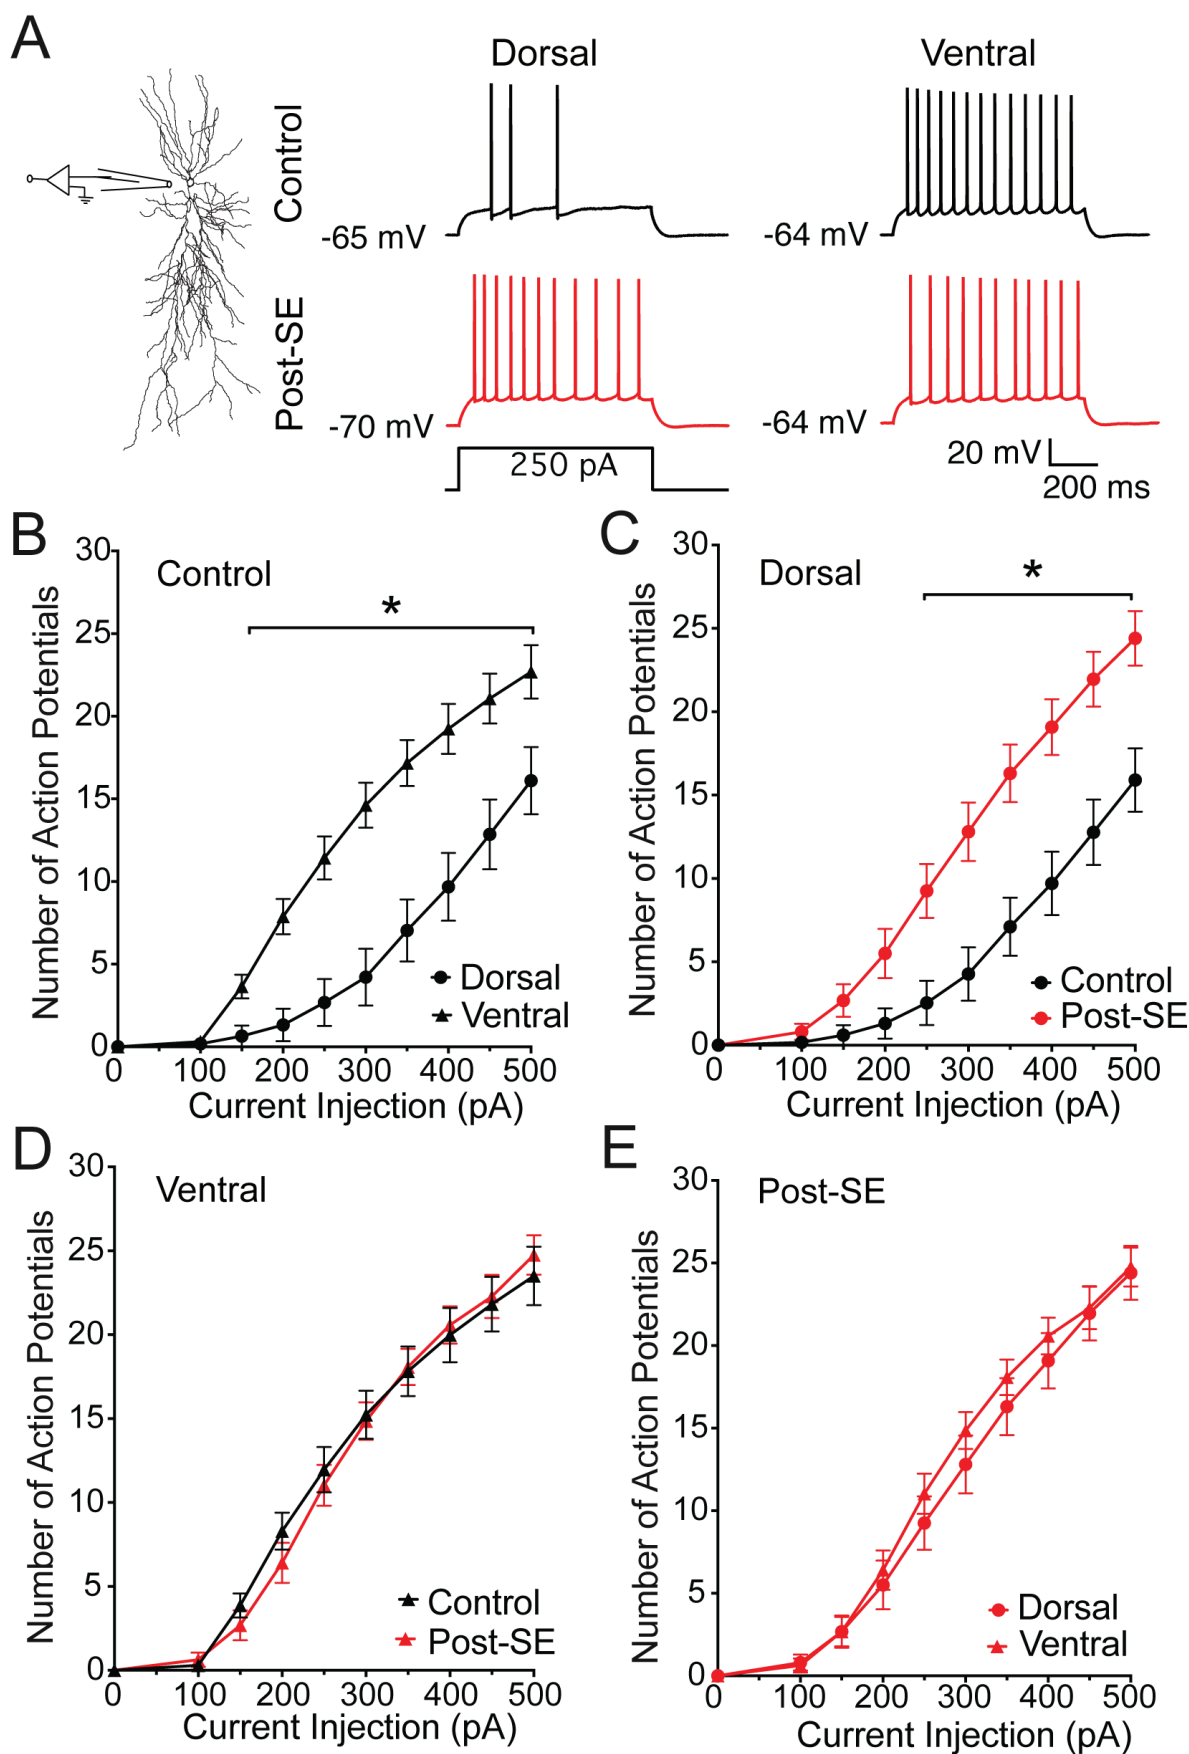 A
Dorsal
Ventral
Control
-65 mV
-64 mV
Post-SE
-70 mV
-64 mV
250 pA
20 mV
200 ms
B
Control
*
Number of Action Potentials
30
25
20
15
10
5
0
Dorsal
Ventral
0 100 200 300 400 500
Current Injection (pA)
C
Dorsal
*
Number of Action Potentials
30
25
20
15
10
5
0
Control
Post-SE
0 100 200 300 400 500
Current Injection (pA)
D
Ventral
Number of Action Potentials
30
25
20
15
10
5
0
Control
Post-SE
0 100 200 300 400 500
Current Injection (pA)
E
Post-SE
Number of Action Potentials
30
25
20
15
10
5
0
Dorsal
Ventral
0 100 200 300 400 500
Current Injection (pA)